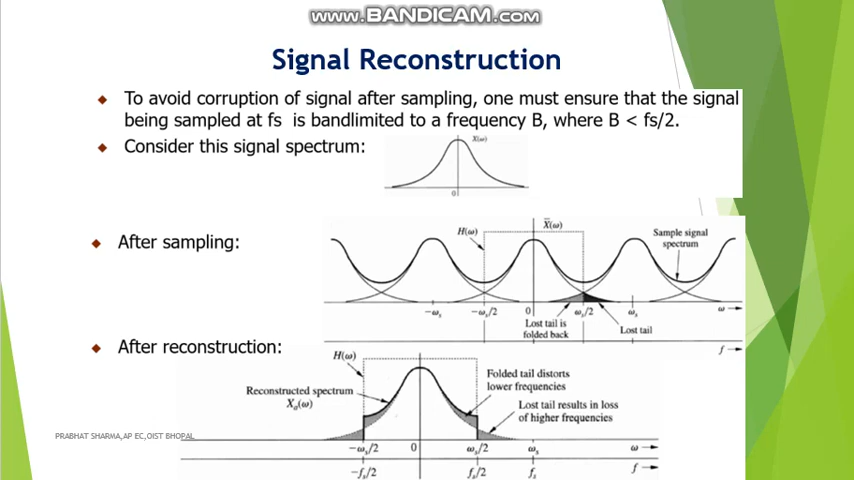 www.BANDICAM.com
Signal Reconstruction
To avoid corruption of signal after sampling, one must ensure that the signal
being sampled at fs is bandlimited to a frequency B, where B < fs/2.
Consider this signal spectrum:
X(ω)
0
After sampling:
H(ω)
X̄(ω)
Sample signal
spectrum
−ωs
−ωs/2
0
ωs/2
ωs
ω
Lost tail is
folded back
Lost tail
f
After reconstruction:
H(ω)
Reconstructed spectrum
Xa(ω)
Folded tail distorts
lower frequencies
Lost tail results in loss
of higher frequencies
PRABHAT SHARMA,AP EC,OIST BHOPAL
−ωs/2
0
ωs/2
ωs
ω
−fs/2
fs/2
fs
f